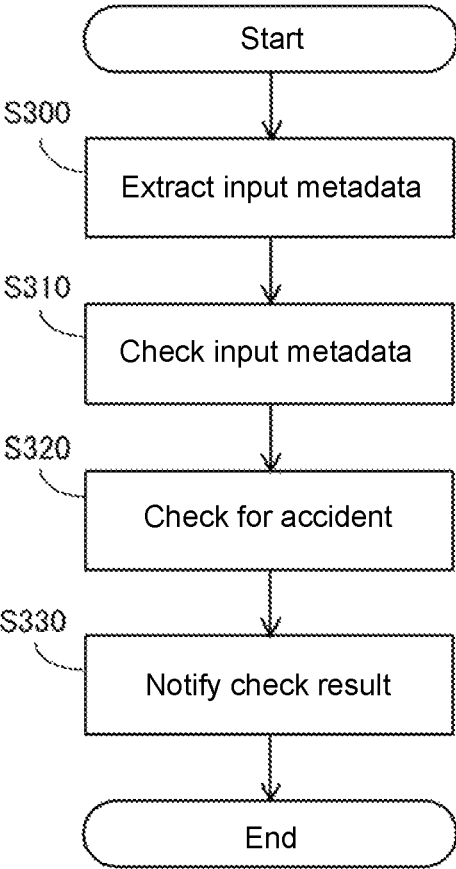 Start
S300
Extract input metadata
S310
Check input metadata
S320
Check for accident
S330
Notify check result
End